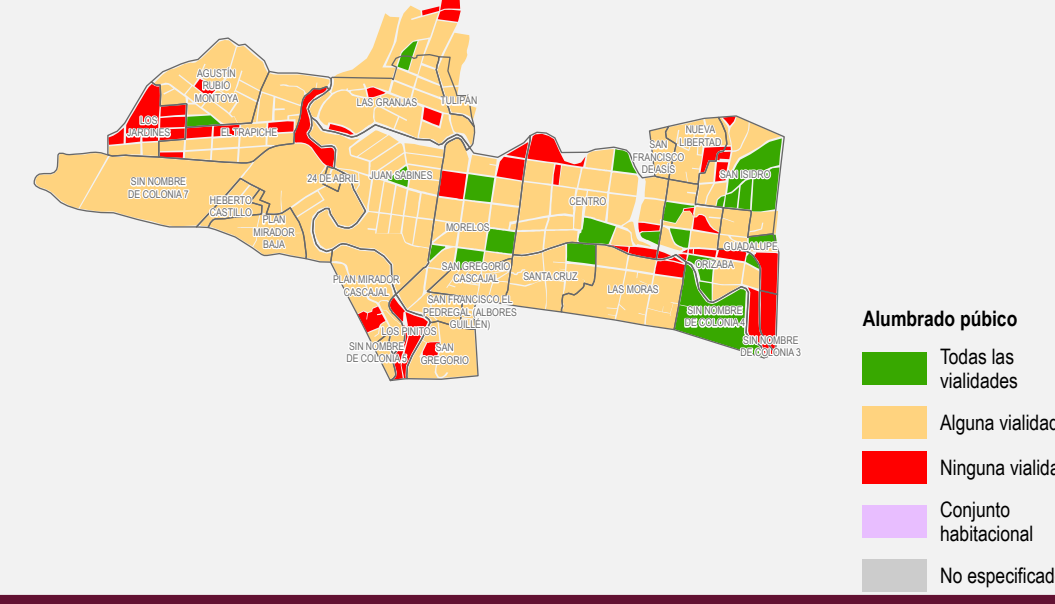 AGUSTÍN
RUBIO
MONTOYA
LOS
JARDINES
EL TRAPICHE
LAS GRANJAS
TULIPÁN
SIN NOMBRE
DE COLONIA 7
HEBERTO
CASTILLO
PLAN
MIRADOR
BAJA
24 DE ABRIL
JUAN SABINES
NUEVA
LIBERTAD
SAN
FRANCISCO
DE ASÍS
SAN ISIDRO
CENTRO
MORELOS
GUADALUPE
ORIZABA
SAN GREGORIO
CASCAJAL
SANTA CRUZ
LAS MORAS
PLAN MIRADOR
CASCAJAL
SAN FRANCISCO EL
PEDREGAL (ALBORES
GUILLÉN)
LOS PINITOS
SIN NOMBRE
DE COLONIA 5
SAN
GREGORIO
SIN NOMBRE
DE COLONIA 4
SIN NOMBRE
DE COLONIA 3
Alumbrado púbico
Todas las
vialidades
Alguna vialidad
Ninguna vialida
Conjunto
habitacional
No especificad